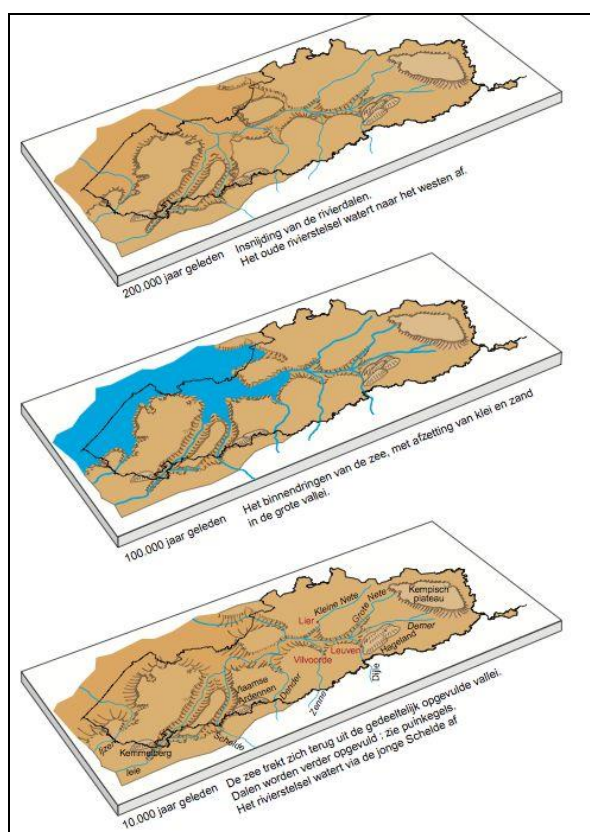 200.000 jaar geleden
Insnijding van de rivierdalen.
Het oude rivierstelsel watert naar het westen af.
100.000 jaar geleden
Het binnendringen van de zee, met afzetting van klei en zand
in de grote vallei.
Kempisch
plateau
Kleine Nete
Grote Nete
Lier
Demer
Leuven
Hageland
Vilvoorde
Dijle
Vlaamse
Ardennen
Dender
Zenne
Ijzer
Kemmelberg
Schelde
leie
10.000 jaar geleden
De zee trekt zich terug uit de gedeeltelijk opgevulde vallei.
Dalen worden verder opgevuld : zie puinkegels.
Het rivierstelsel watert via de jonge Schelde af